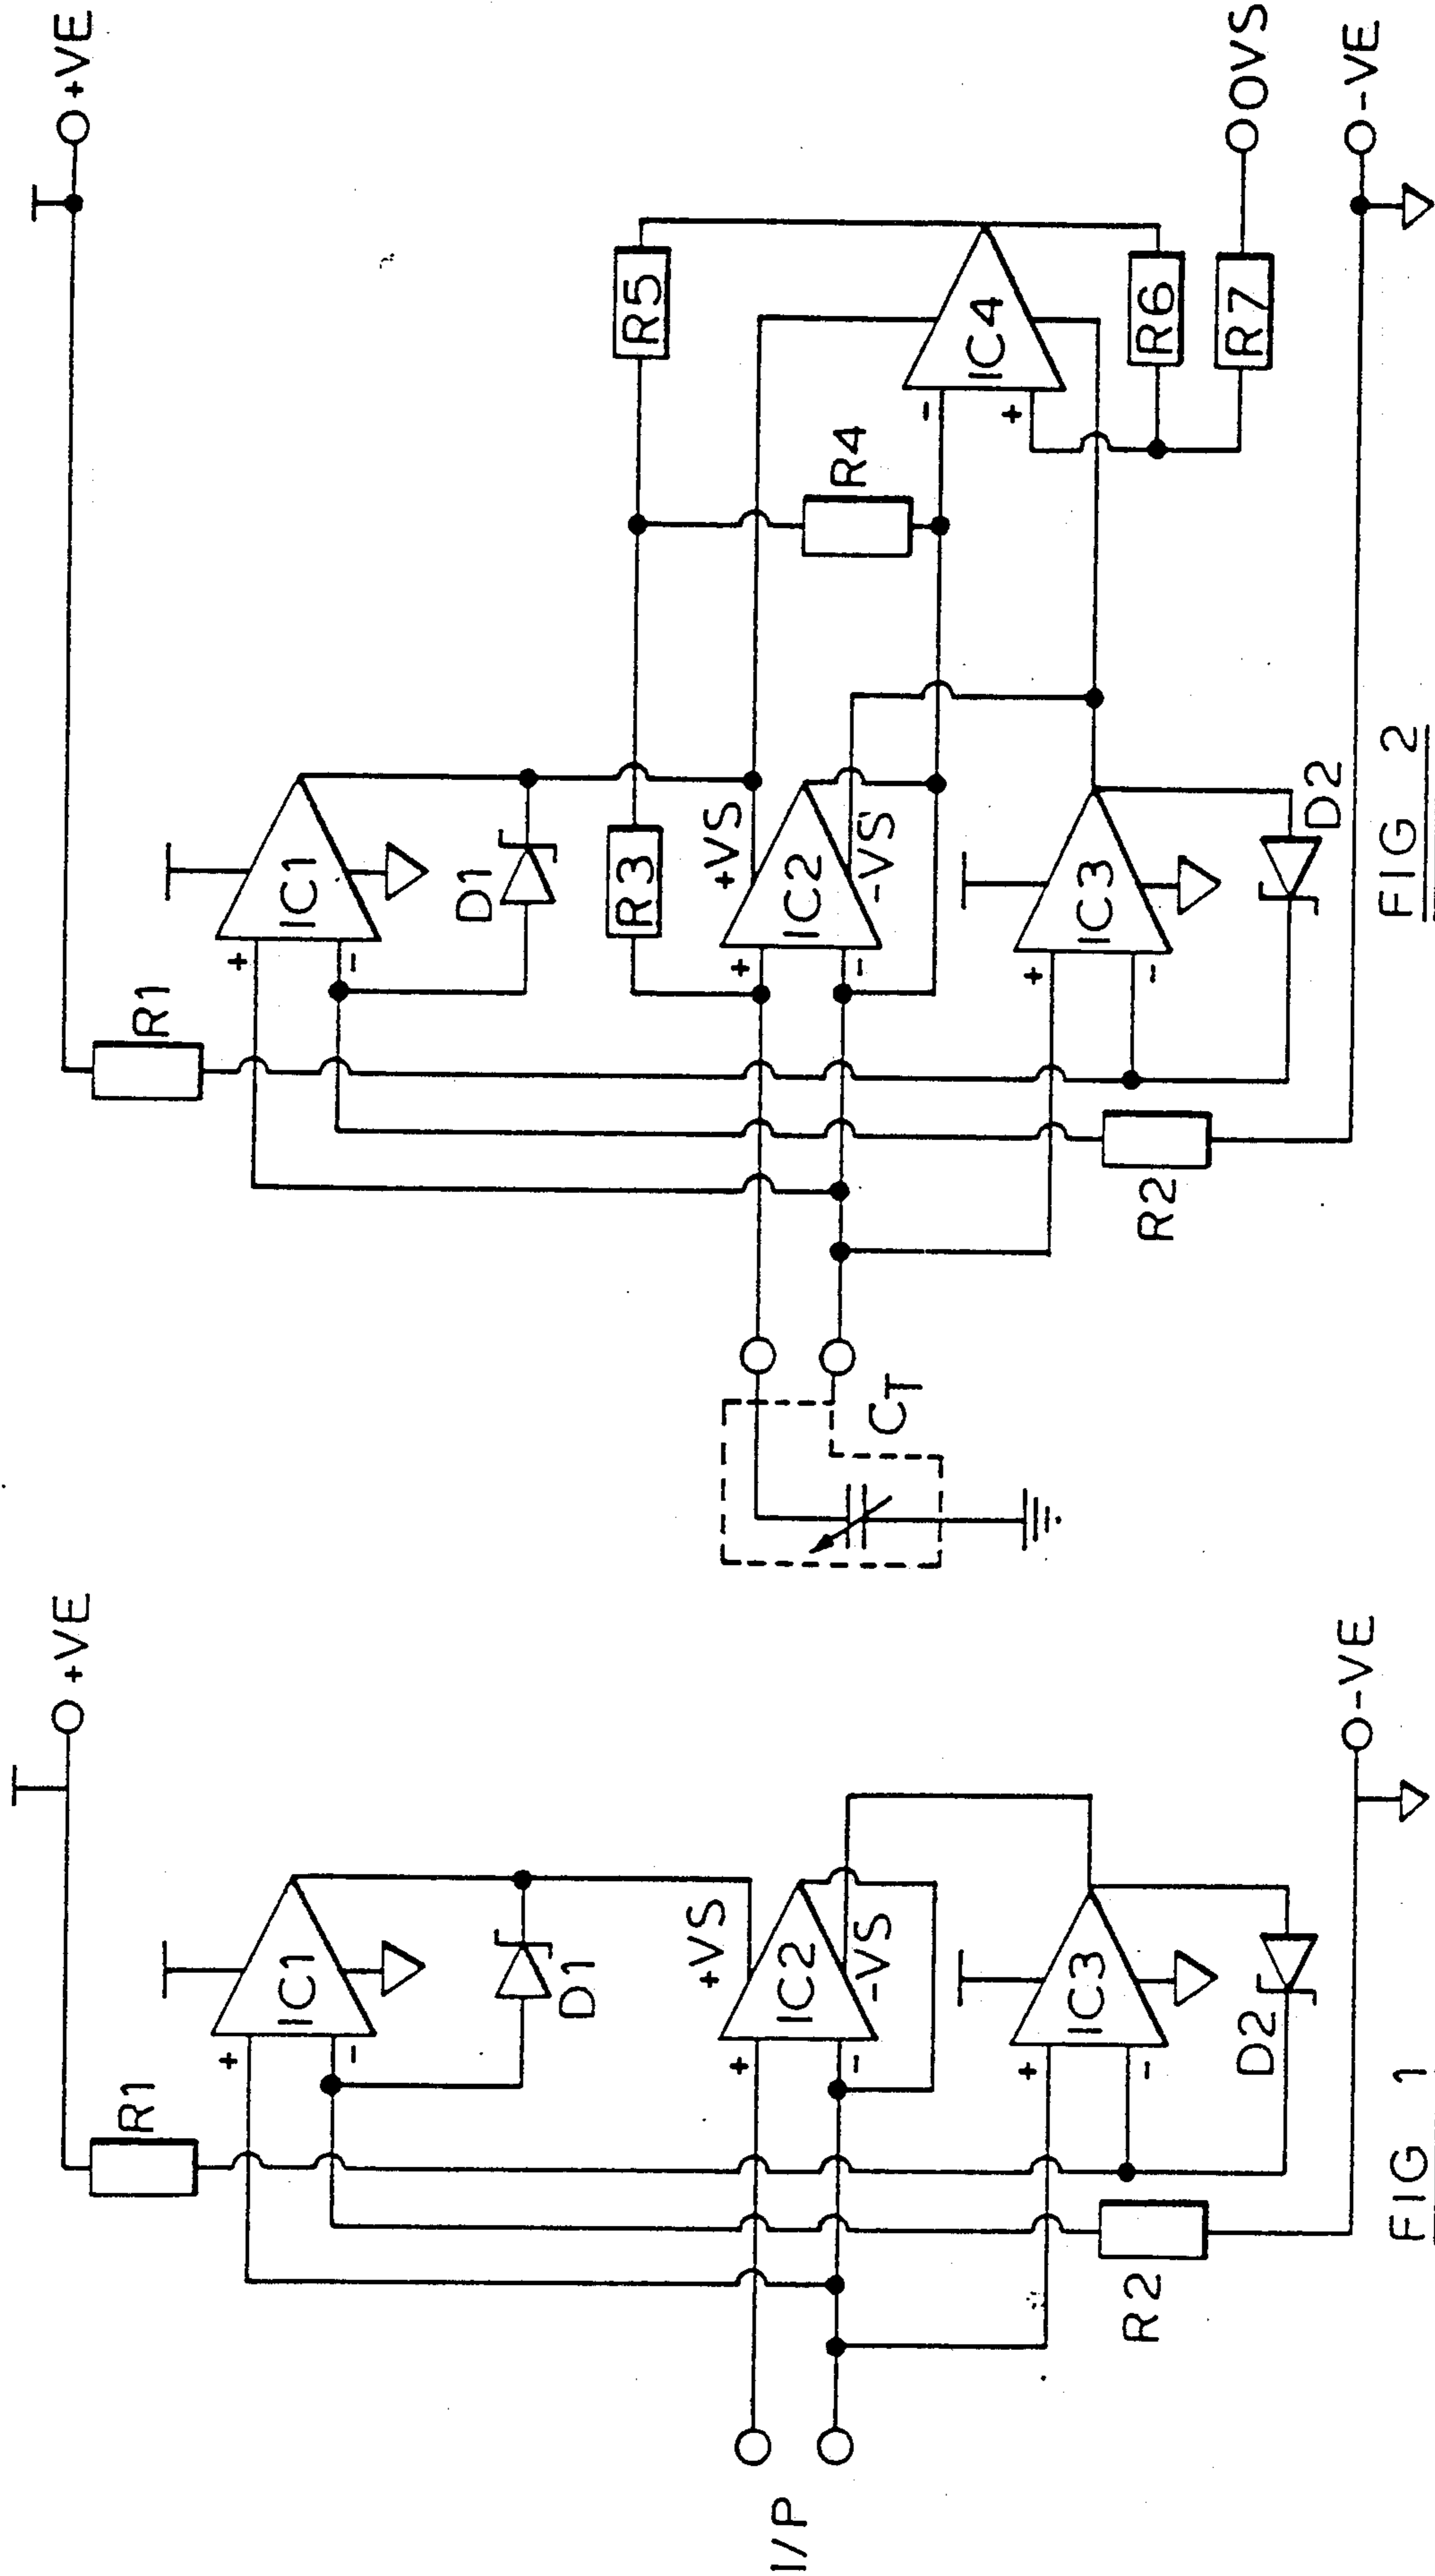 +VE
R1
+
-
IC1
D1
+VS
I/P
+
-
IC2
-VS
+
-
IC3
D2
R2
-VE
FIG 1
+VE
R1
+
-
IC1
D1
R3
R5
+VS
+
-
IC2
-VS
R4
-
+
IC4
CT
+
-
IC3
R6
R7
OVS
D2
R2
-VE
FIG 2